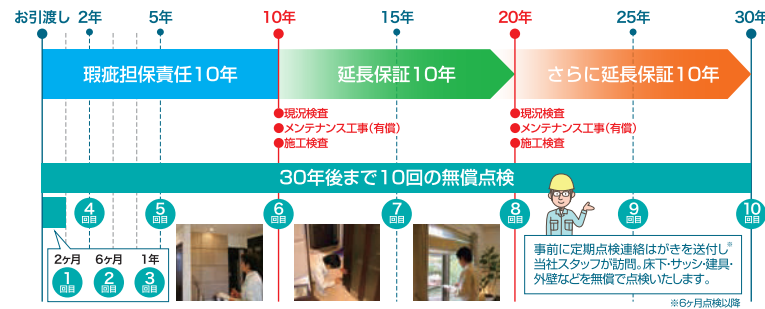 お引渡し 2年 5年 10年 15年 20年 25年 30年
瑕疵担保責任10年 延長保証10年 さらに延長保証10年
現況検査
メンテナンス工事(有償)
施工検査
現況検査
メンテナンス工事(有償)
施工検査
30年後まで10回の無償点検
4回目 5回目 6回目 7回目 8回目 9回目 10回目
2ヶ月 6ヶ月 1年
1回目 2回目 3回目
事前に定期点検連絡はがきを送付し※
当社スタッフが訪問。床下・サッシ・建具・
外壁などを無償で点検いたします。
※6ヶ月点検以降